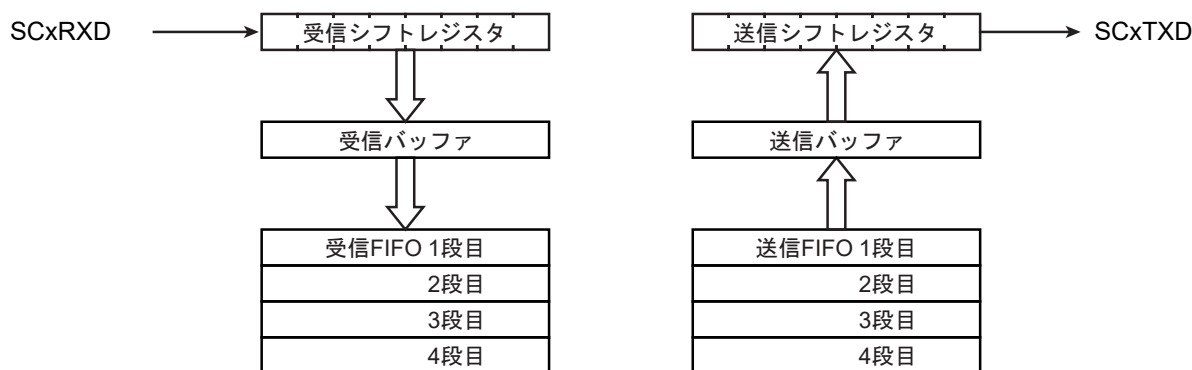 SCxRXD
受信シフトレジスタ
受信バッファ
受信FIFO 1段目
2段目
3段目
4段目
送信シフトレジスタ
SCxTXD
送信バッファ
送信FIFO 1段目
2段目
3段目
4段目